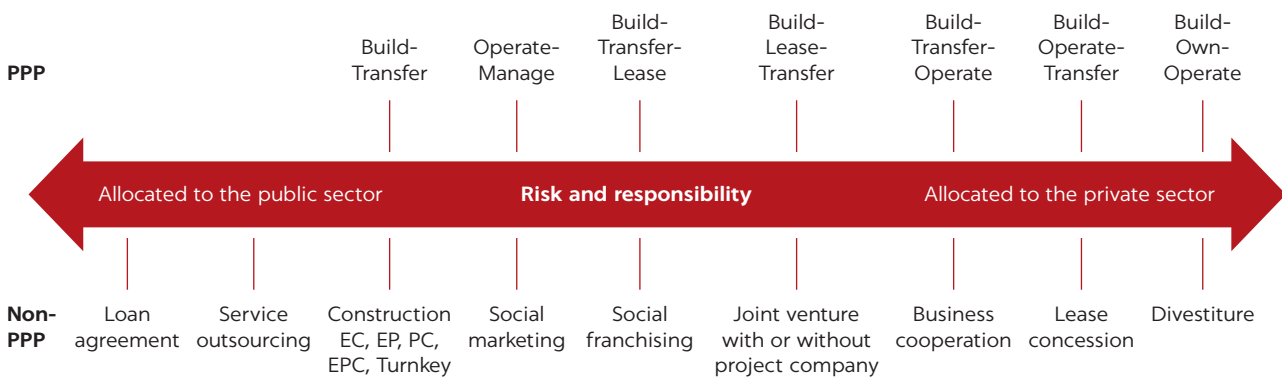 PPP
Build-
Transfer
Operate-
Manage
Build-
Transfer-
Lease
Build-
Lease-
Transfer
Build-
Transfer-
Operate
Build-
Operate-
Transfer
Build-
Own-
Operate
Allocated to the public sector
Risk and responsibility
Allocated to the private sector
Non-
PPP
Loan
agreement
Service
outsourcing
Construction
EC, EP, PC,
EPC, Turnkey
Social
marketing
Social
franchising
Joint venture
with or without
project company
Business
cooperation
Lease
concession
Divestiture